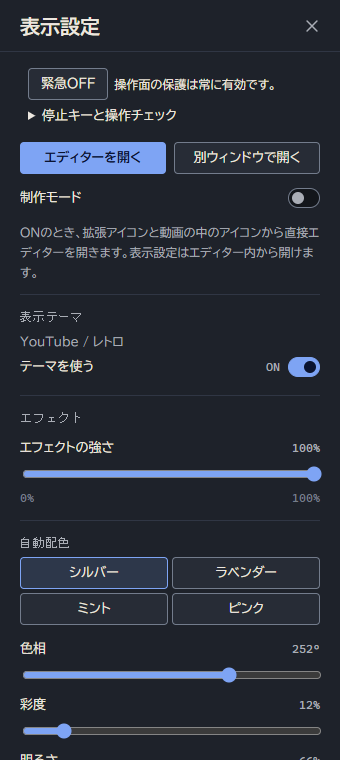 表示設定
緊急OFF 操作面の保護は常に有効です。
▶ 停止キーと操作チェック
エディターを開く 別ウィンドウで開く
制作モード
ONのとき、拡張アイコンと動画の中のアイコンから直接エ
ディターを開きます。表示設定はエディター内から開けま
す。
表示テーマ
YouTube / レトロ
テーマを使う ON
エフェクト
エフェクトの強さ 100%
0% 100%
自動配色
シルバー ラベンダー
ミント ピンク
色相 252°
彩度 12%
明るさ 66%